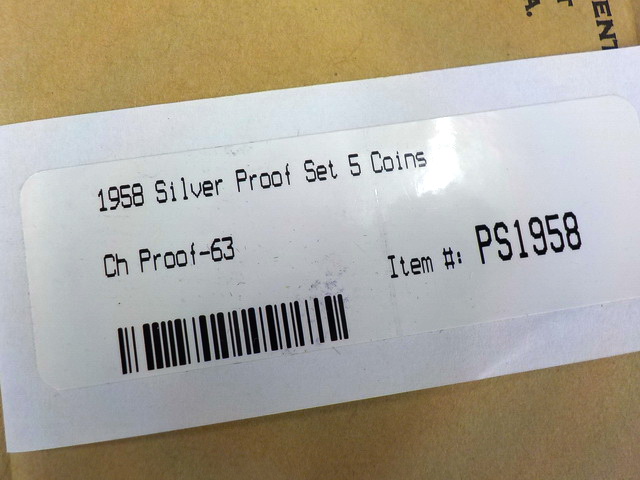 1958 Silver Proof Set 5 Coins
Ch Proof-63
Item #: PS1958